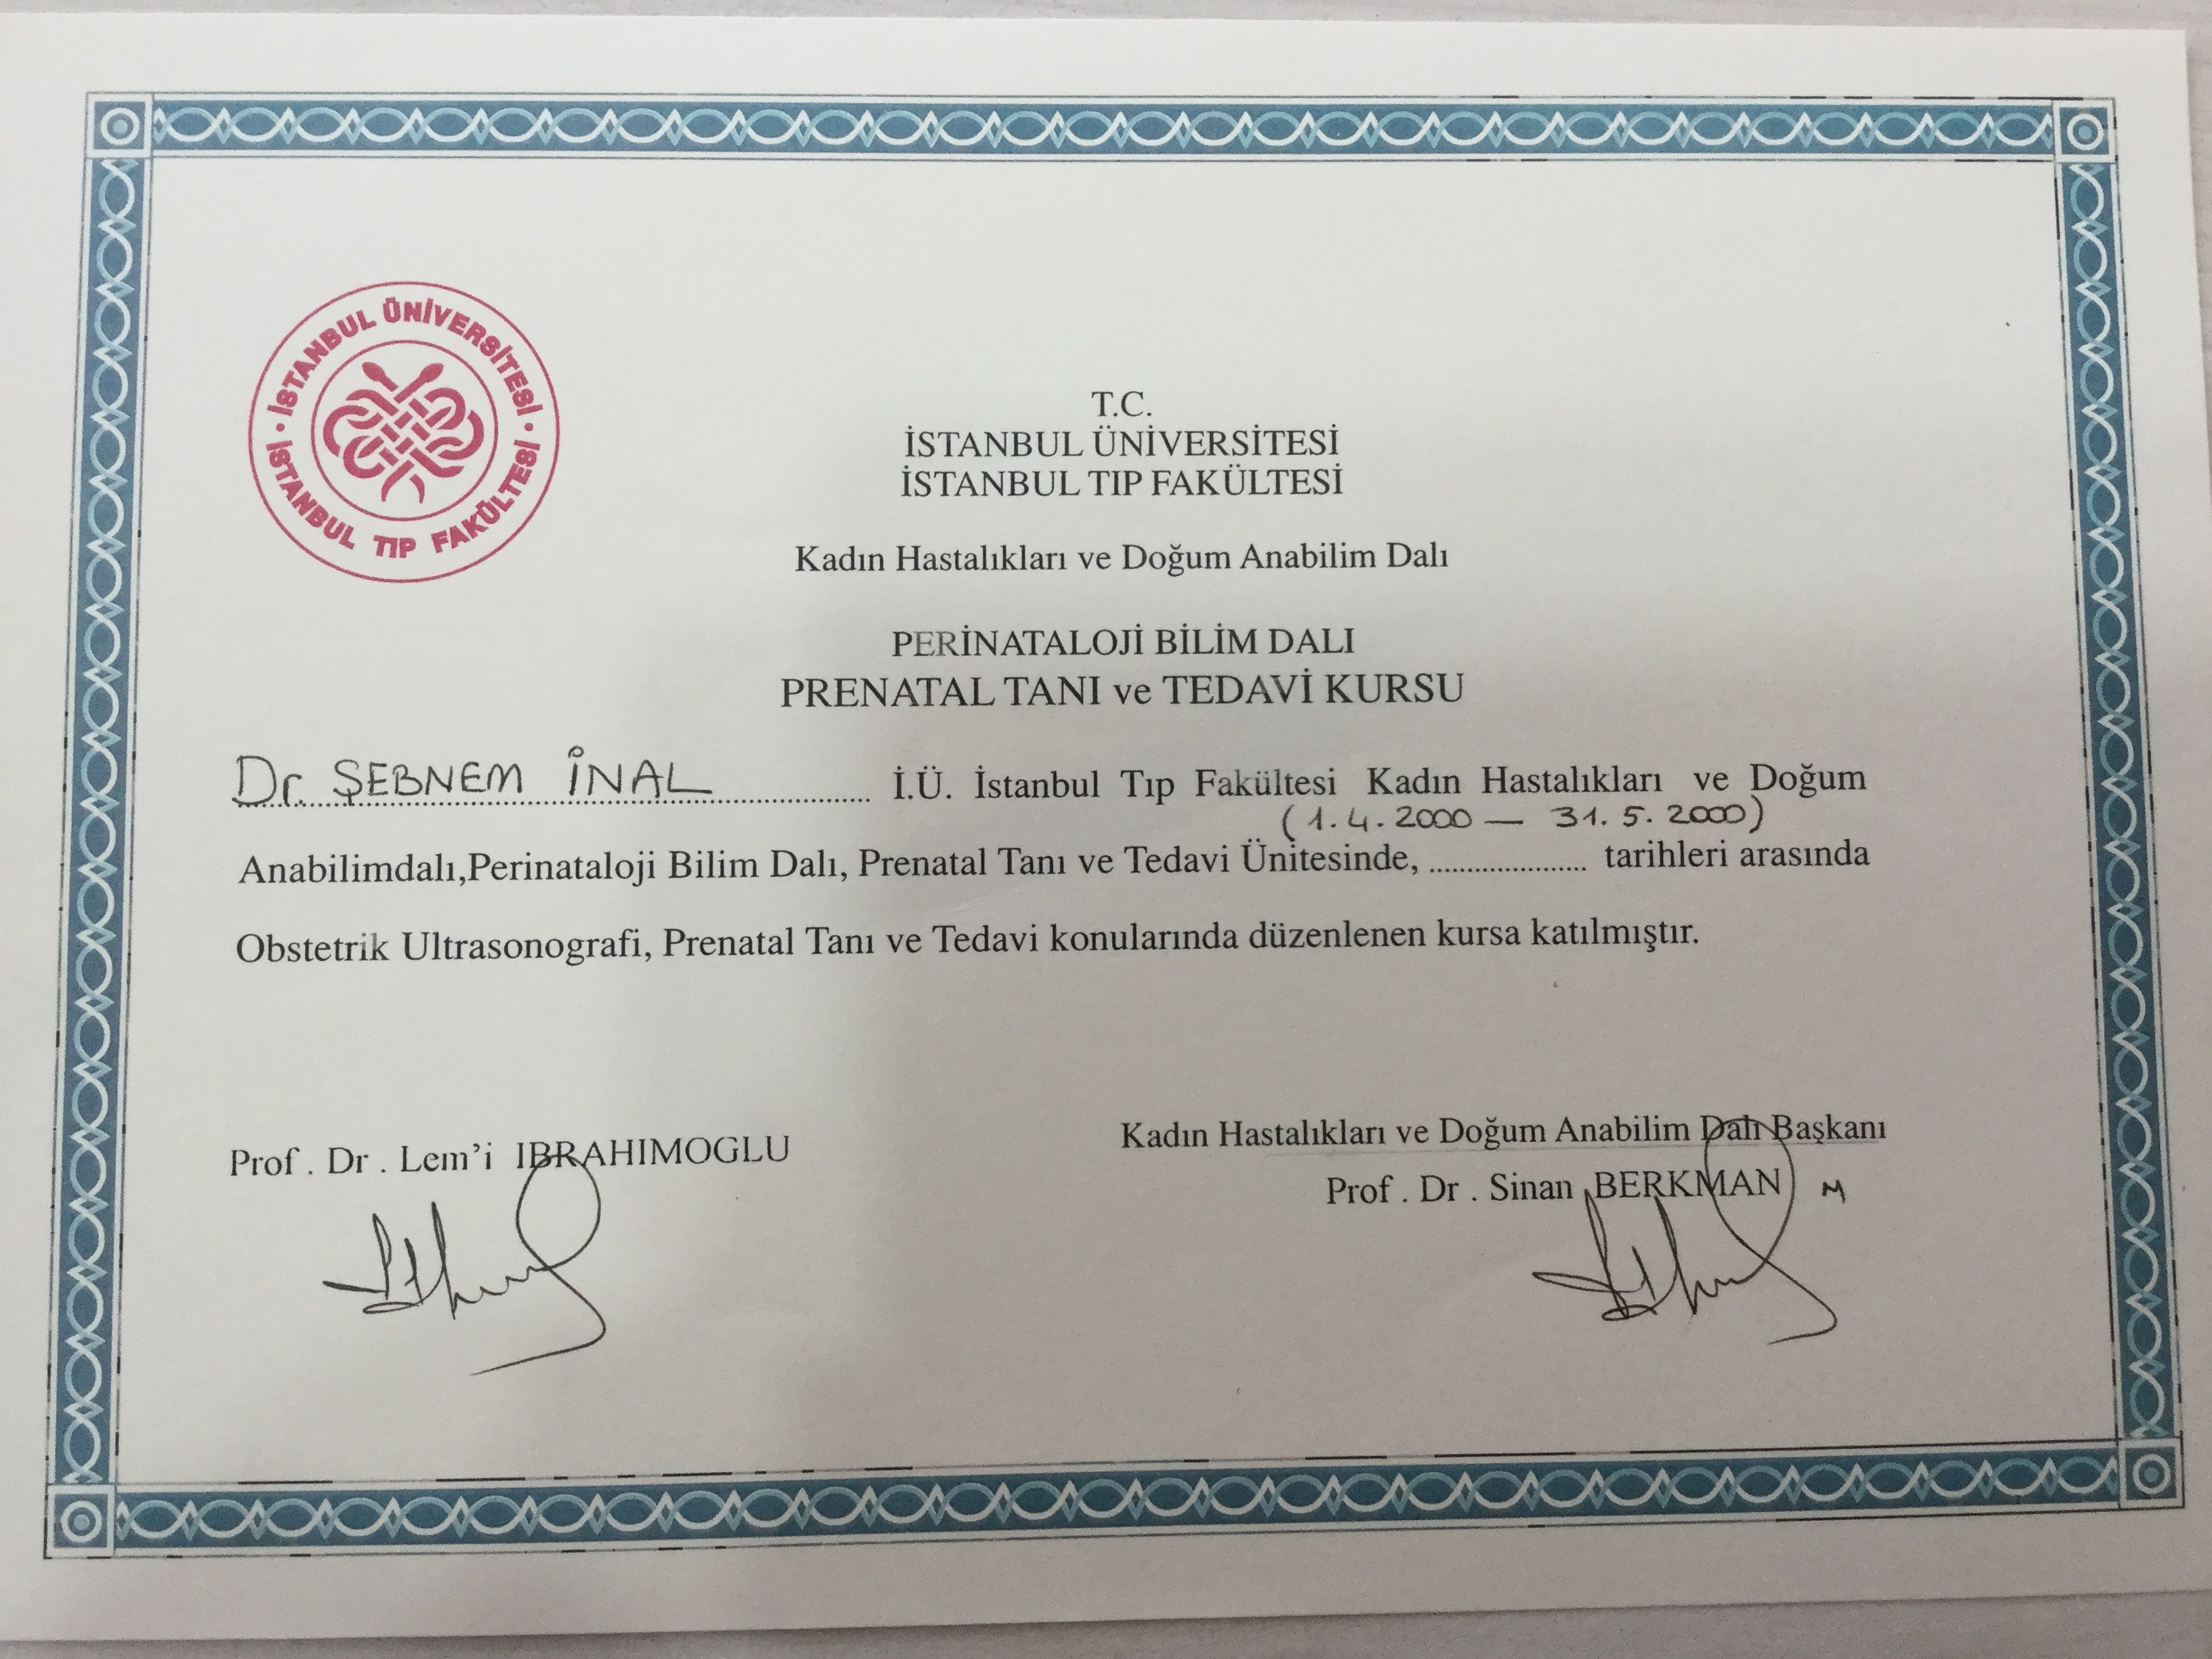 İSTANBUL ÜNİVERSİTESİ
İSTANBUL TIP FAKÜLTESİ
T.C.
İSTANBUL ÜNİVERSİTESİ
İSTANBUL TIP FAKÜLTESİ
Kadın Hastalıkları ve Doğum Anabilim Dalı
PERİNATALOJİ BİLİM DALI
PRENATAL TANI ve TEDAVİ KURSU
Dr. ŞEBNEM İNAL İ.Ü. İstanbul Tıp Fakültesi Kadın Hastalıkları ve Doğum
(1.4.2000 — 31.5.2000)
Anabilimdalı,Perinataloji Bilim Dalı, Prenatal Tanı ve Tedavi Ünitesinde, ..................... tarihleri arasında
Obstetrik Ultrasonografi, Prenatal Tanı ve Tedavi konularında düzenlenen kursa katılmıştır.
Prof . Dr . Lem'i IBRAHIMOGLU
Kadın Hastalıkları ve Doğum Anabilim Dalı Başkanı
Prof . Dr . Sinan BERKMAN